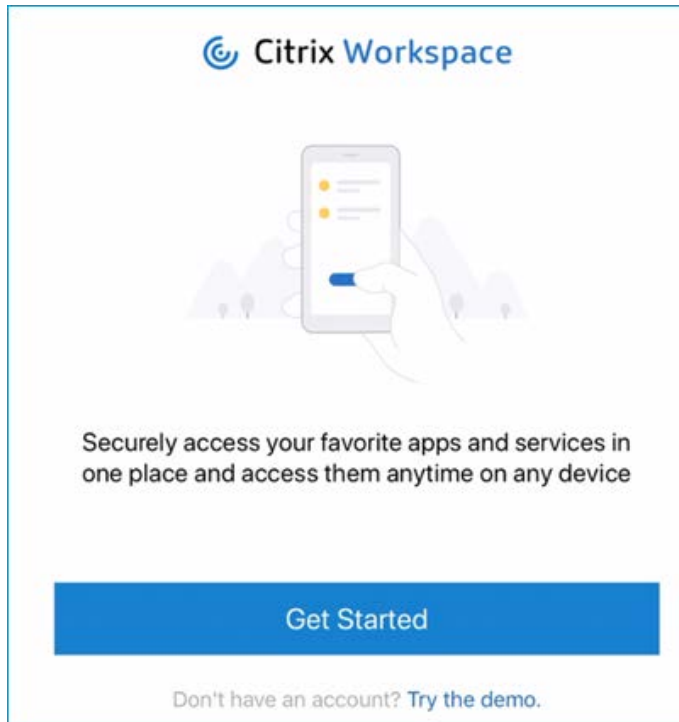 Citrix Workspace
Securely access your favorite apps and services in
one place and access them anytime on any device
Get Started
Don't have an account? Try the demo.